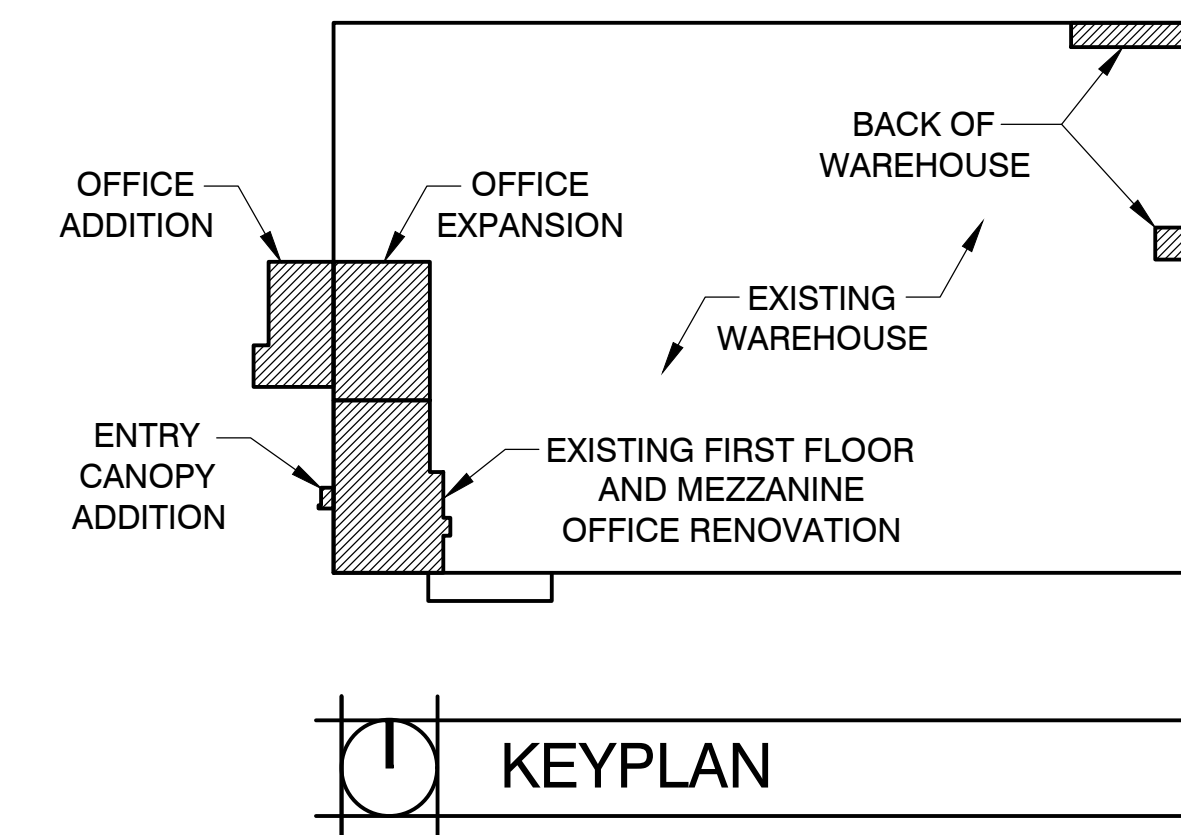 BACK OF
WAREHOUSE
OFFICE
ADDITION
OFFICE
EXPANSION
EXISTING
WAREHOUSE
ENTRY
CANOPY
ADDITION
EXISTING FIRST FLOOR
AND MEZZANINE
OFFICE RENOVATION
KEYPLAN